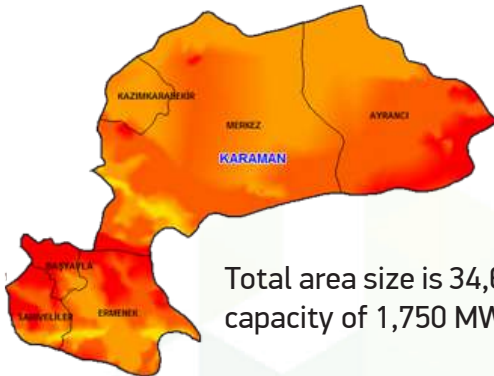 KAZIMKARABEKİR
MERKEZ
AYRANCI
KARAMAN
BAŞYAYLA
SARIVELİLER
ERMENEK
Total area size is 34,6
capacity of 1,750 MW